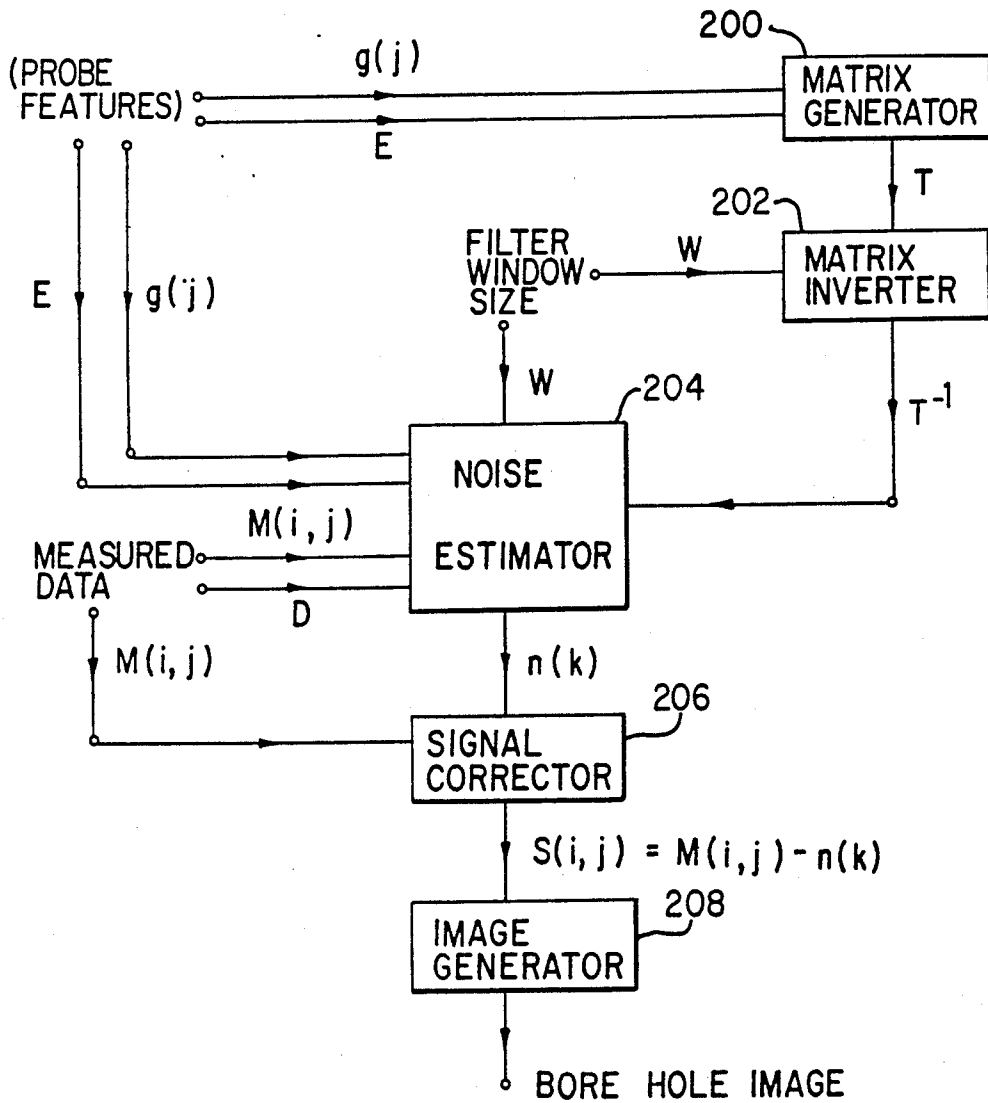 200
g(j)
(PROBE
FEATURES)
MATRIX
GENERATOR
E
T
202
FILTER
WINDOW
SIZE
W
MATRIX
INVERTER
E
g(j)
W
204
T⁻¹
NOISE
ESTIMATOR
M(i,j)
MEASURED
DATA
D
M(i,j)
n(k)
206
SIGNAL
CORRECTOR
S(i,j) = M(i,j)-n(k)
208
IMAGE
GENERATOR
BORE HOLE IMAGE